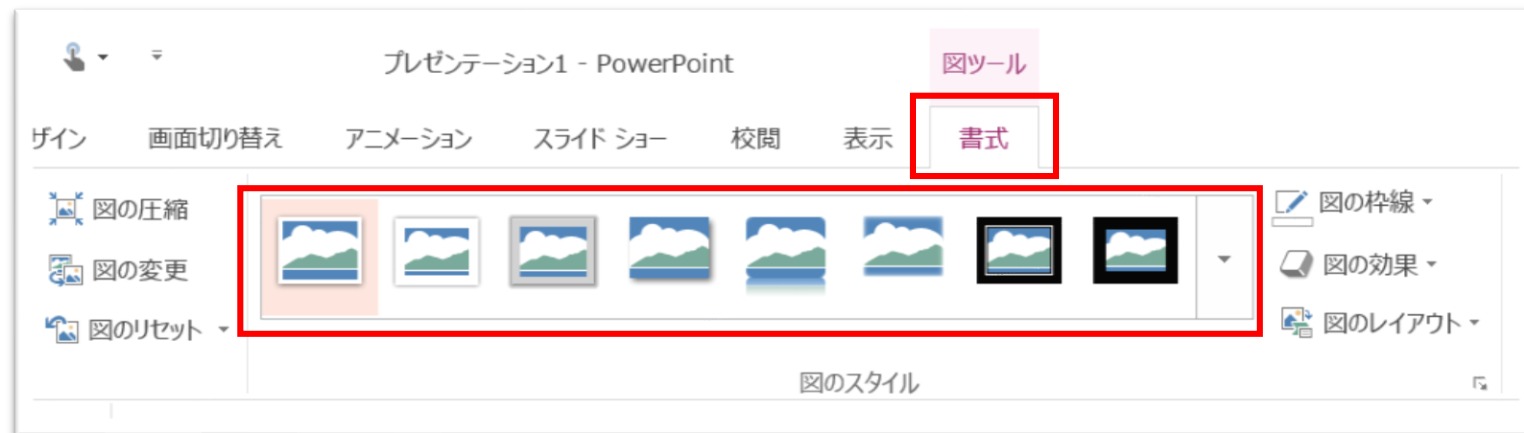 プレゼンテーション1 - PowerPoint
図ツール
ザイン 画面切り替え アニメーション スライド ショー 校閲 表示 書式
図の圧縮
図の変更
図のリセット
図の枠線
図の効果
図のレイアウト
図のスタイル